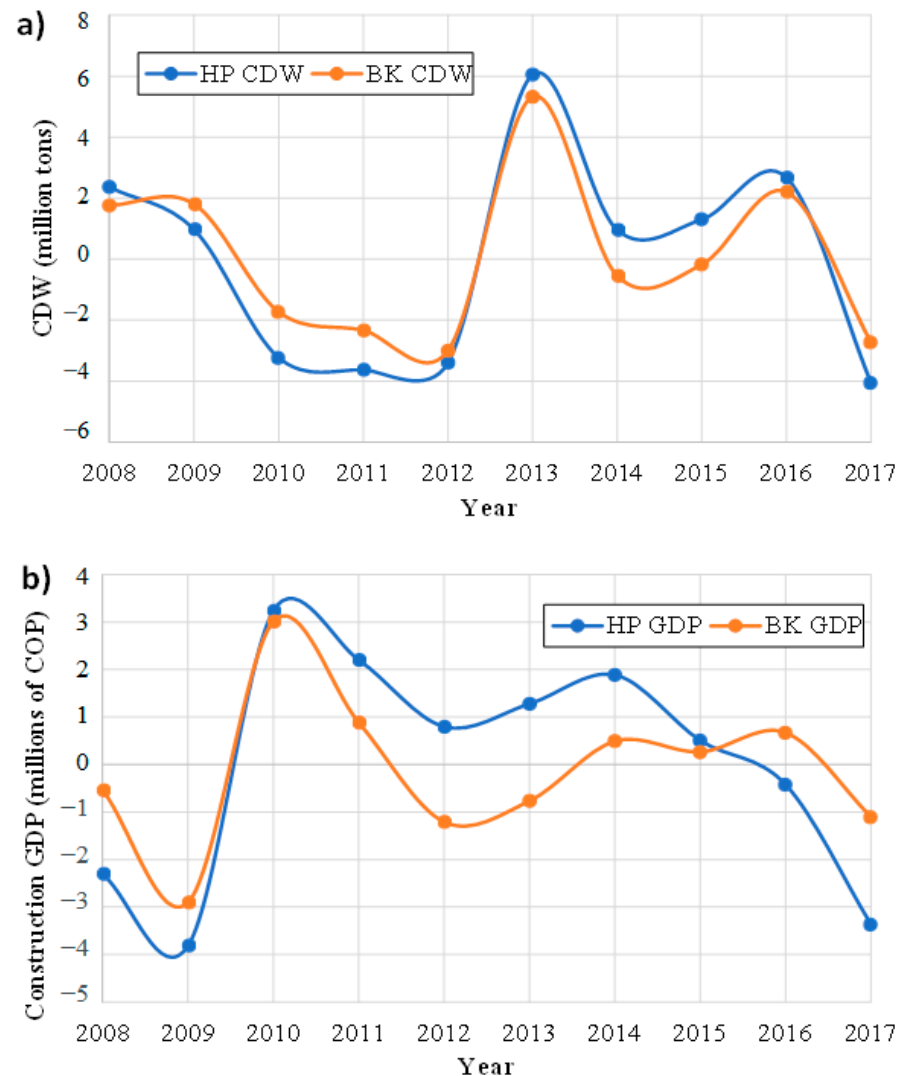 a)
HP CDW BK CDW
CDW (million tons)
8
6
4
2
0
−2
−4
−6
2008 2009 2010 2011 2012 2013 2014 2015 2016 2017
Year
b)
HP GDP BK GDP
Construction GDP (millions of COP)
4
3
2
1
0
−1
−2
−3
−4
−5
2008 2009 2010 2011 2012 2013 2014 2015 2016 2017
Year